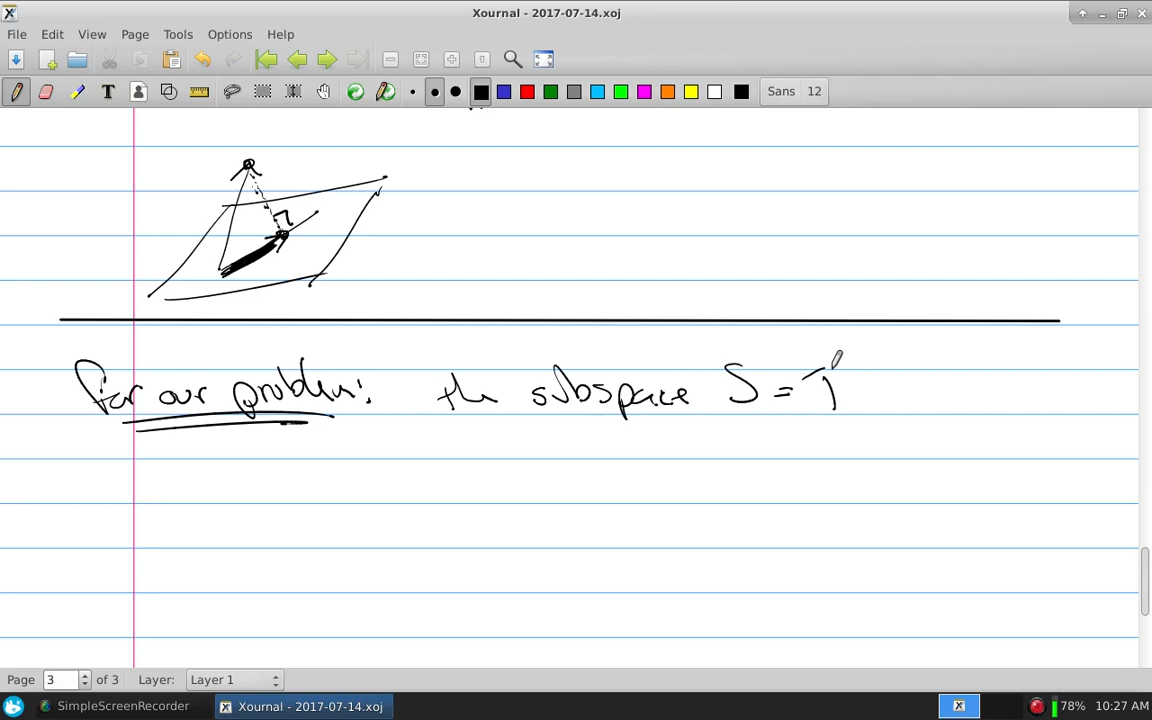 Xournal - 2017-07-14.xoj
File Edit View Page Tools Options Help
Sans 12
for our problem: the subspace S =
Page 3 of 3 Layer: Layer 1
SimpleScreenRecorder Xournal - 2017-07-14.xoj 78% 10:27 AM